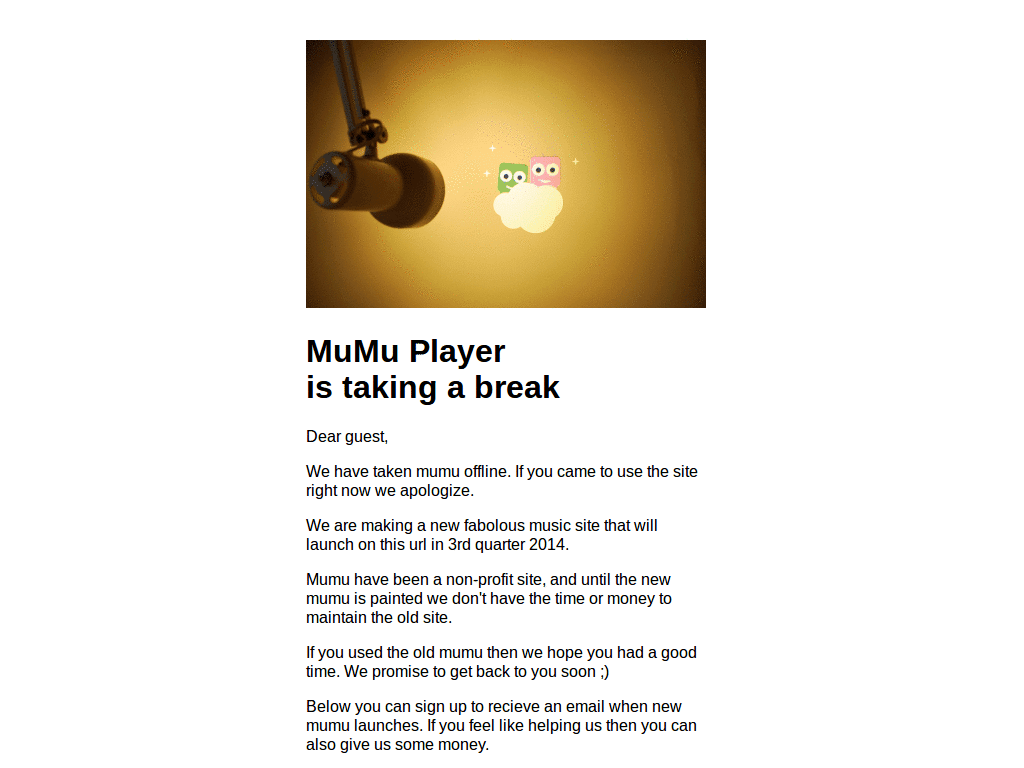 MuMu Player
is taking a break
Dear guest,
We have taken mumu offline. If you came to use the site
right now we apologize.
We are making a new fabolous music site that will
launch on this url in 3rd quarter 2014.
Mumu have been a non-profit site, and until the new
mumu is painted we don't have the time or money to
maintain the old site.
If you used the old mumu then we hope you had a good
time. We promise to get back to you soon ;)
Below you can sign up to recieve an email when new
mumu launches. If you feel like helping us then you can
also give us some money.